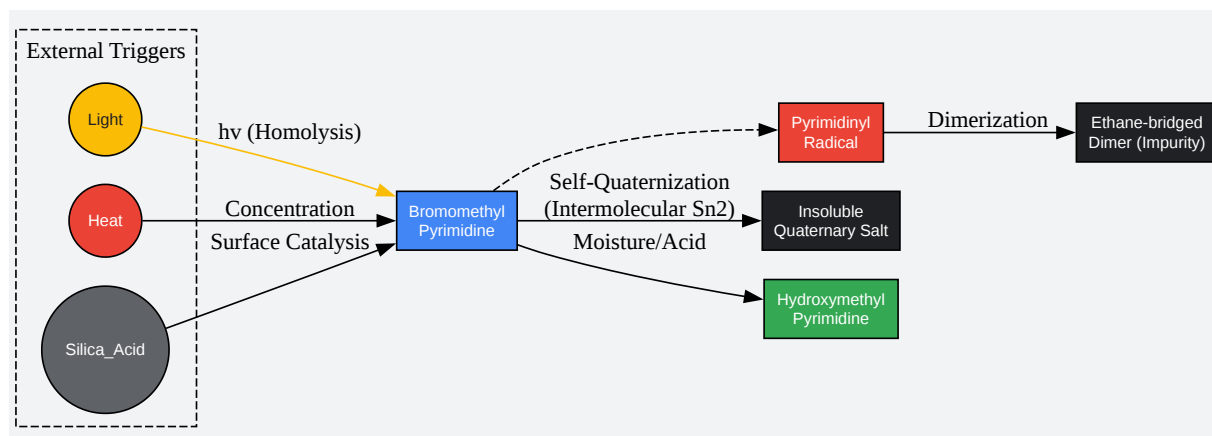 External Triggers
Light
hv (Homolysis)
Heat
Concentration
Surface Catalysis
Silica_Acid
Bromomethyl
Pyrimidine
Pyrimidinyl
Radical
Dimerization
Ethane-bridged
Dimer (Impurity)
Self-Quaternization
(Intermolecular Sn2)
Insoluble
Quaternary Salt
Moisture/Acid
Hydroxymethyl
Pyrimidine